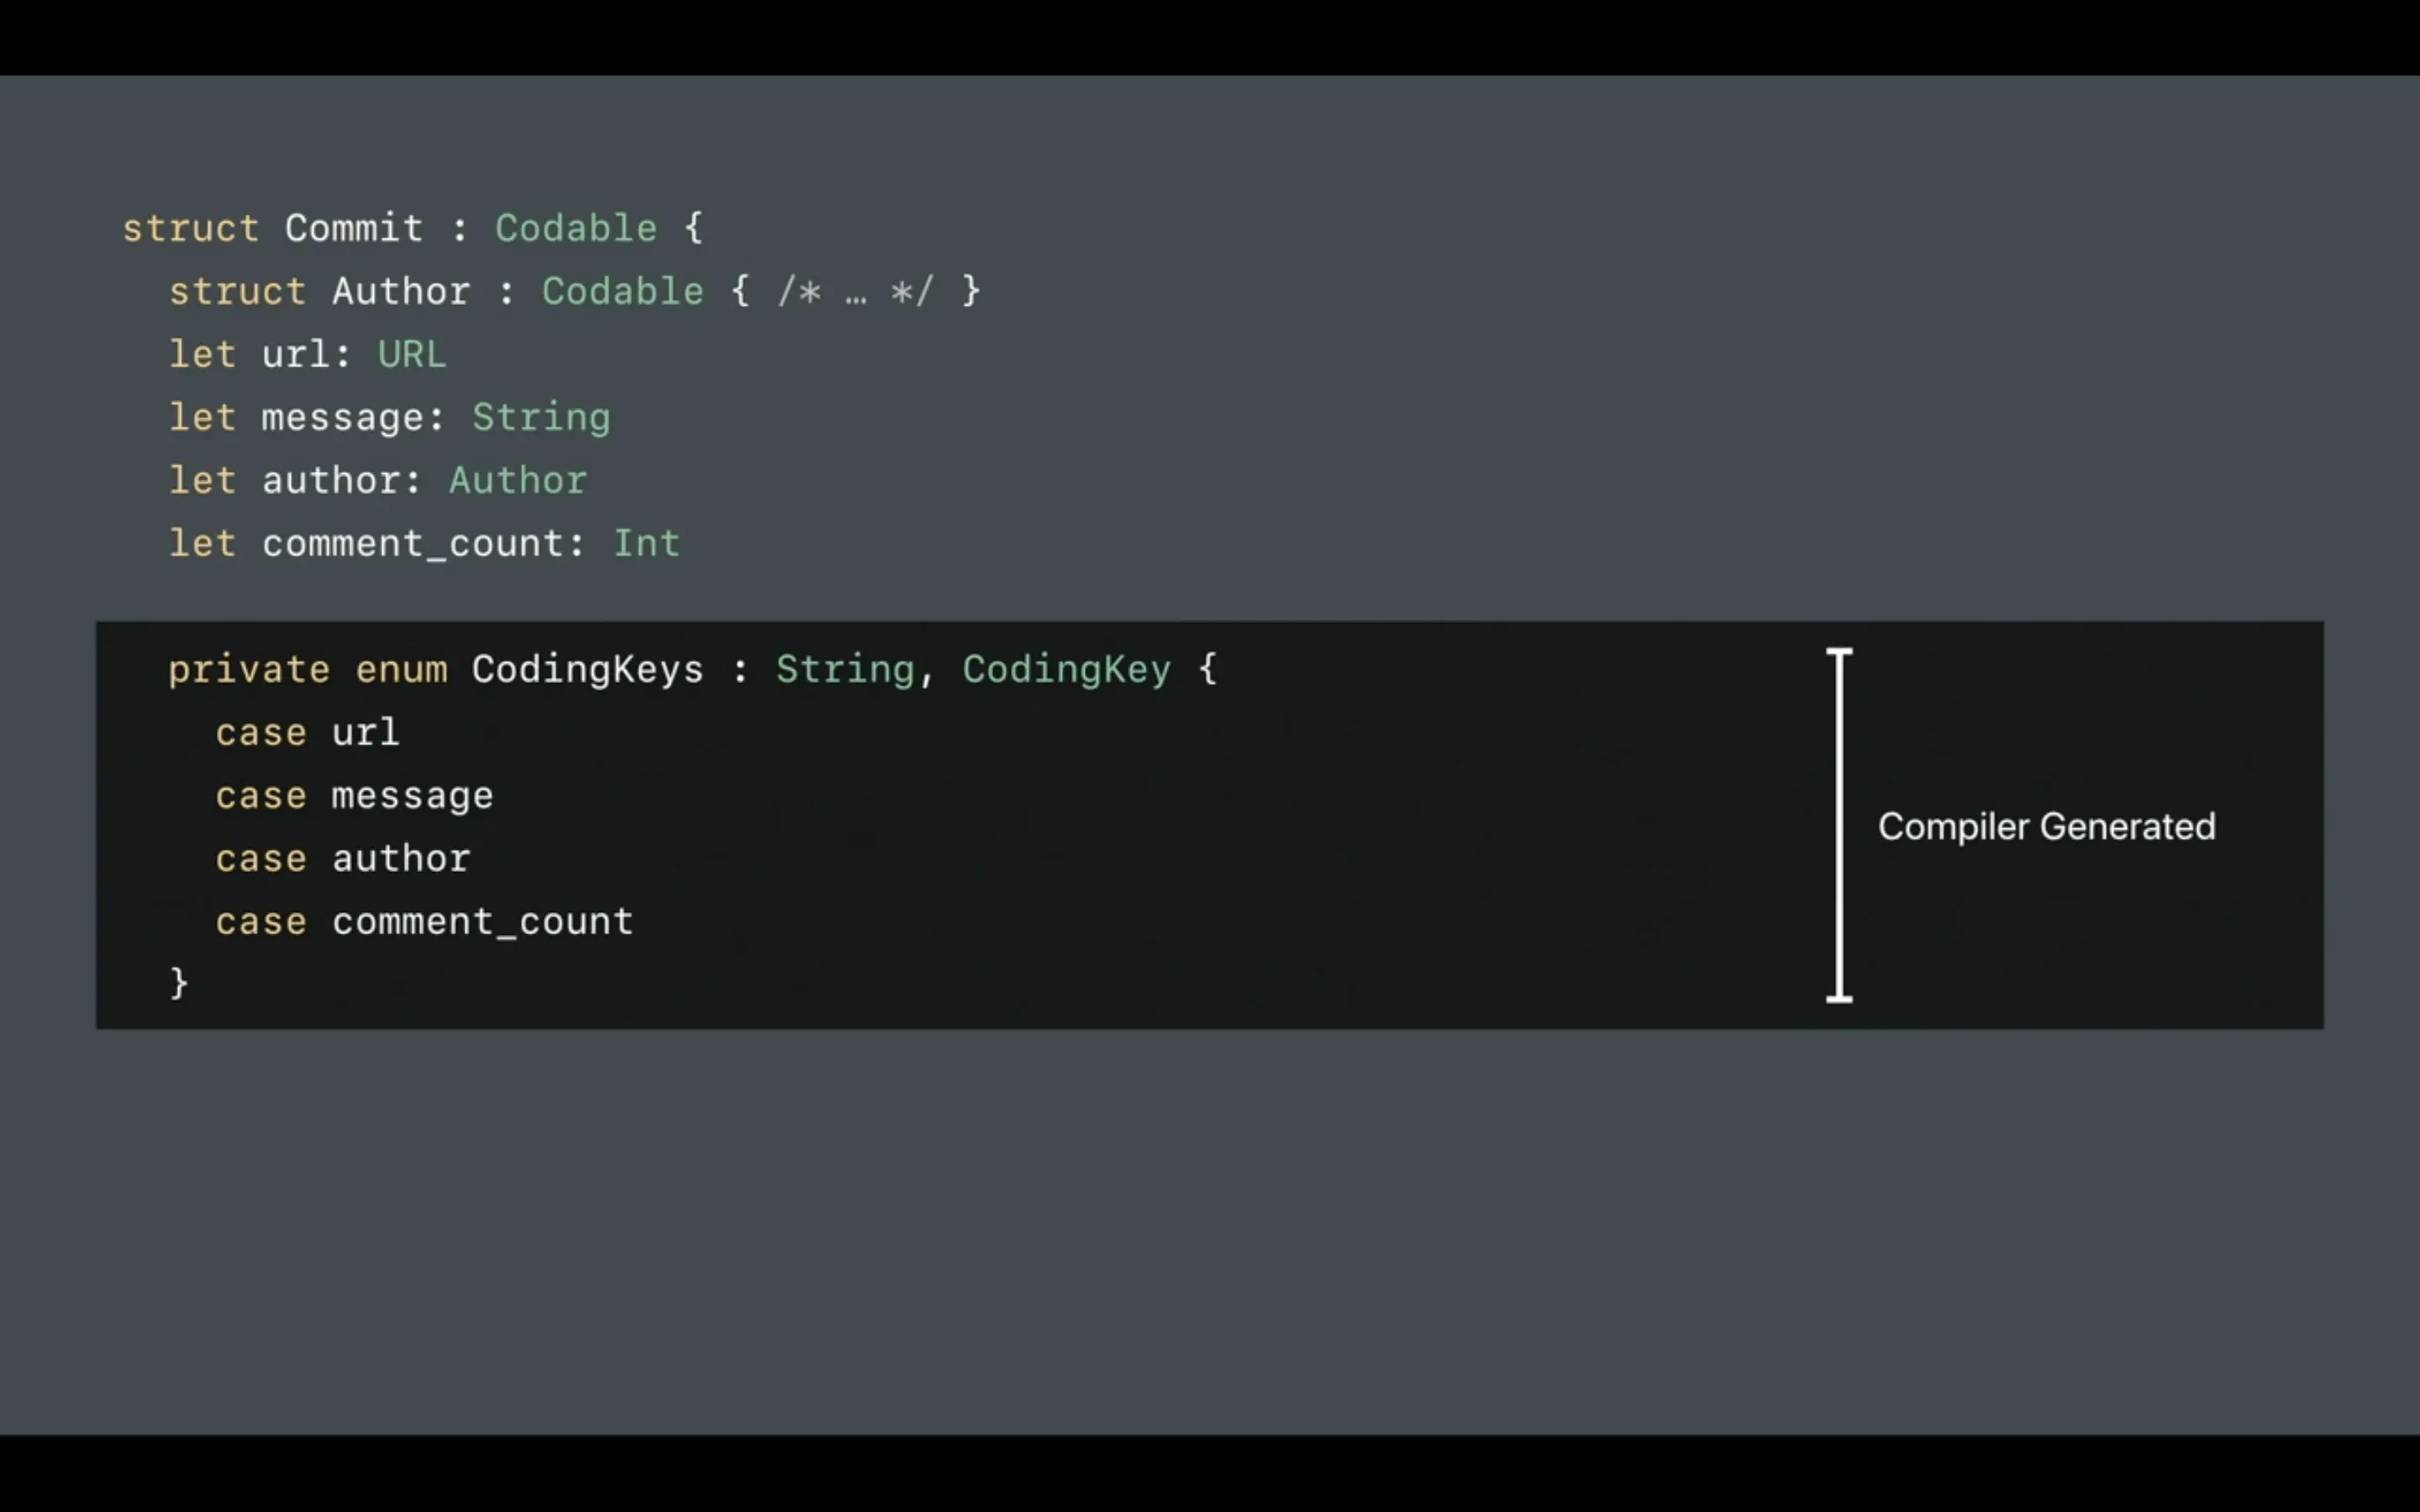 struct Commit : Codable {
struct Author : Codable { /* … */ }
let url: URL
let message: String
let author: Author
let comment_count: Int
private enum CodingKeys : String, CodingKey {
case url
case message
case author
case comment_count
}
Compiler Generated